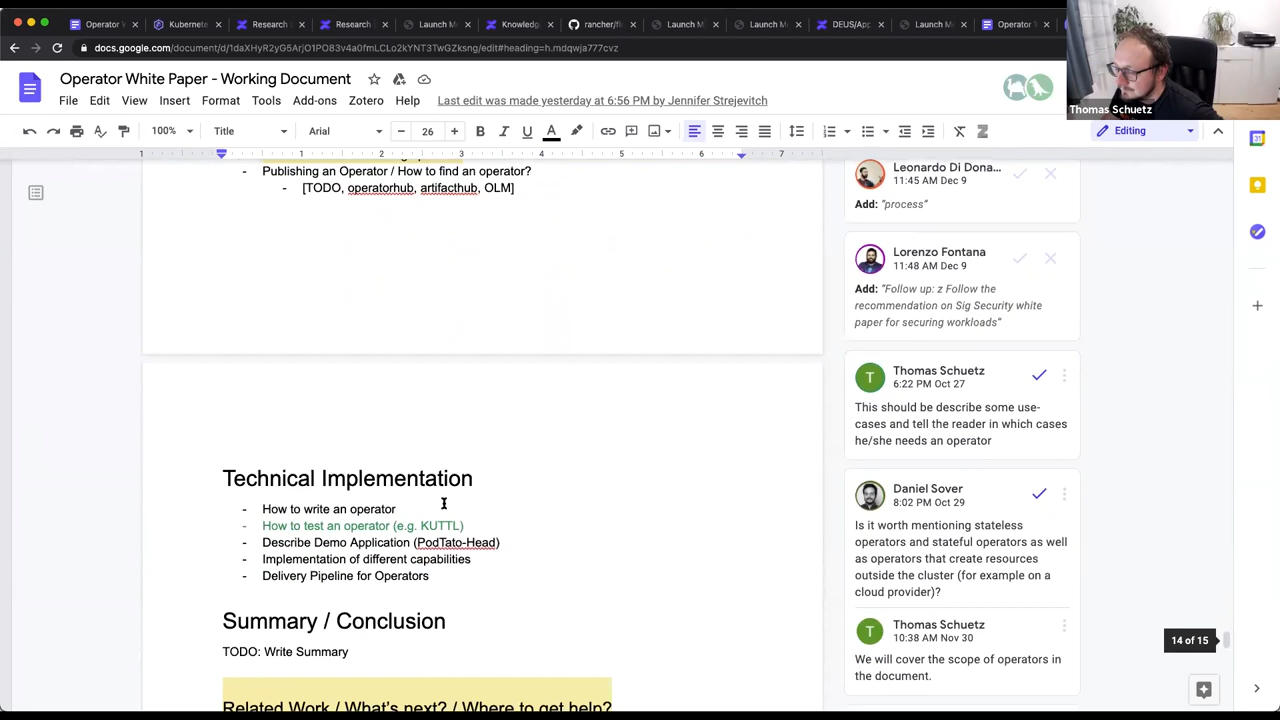 Operator W
Kubernete
Research
Research
Launch M
Knowledg
rancher/fl
Launch M
Launch M
DEUS/Ap
Launch M
Operator
docs.google.com/document/d/1daXHyR2yG5ArjO1PO83v4a0fmLCLo2kYNT3TwGZksng/edit#heading=h.mdqwja777cvz
Operator White Paper - Working Document
File Edit View Insert Format Tools Add-ons Zotero Help Last edit was made yesterday at 6:56 PM by Jennifer Strejevitch
Thomas Schuetz
100% Title Arial 26 Editing
1 1 2 3 4 5 6 7
Publishing an Operator / How to find an operator?
- [TODO, operatorhub, artifacthub, OLM]
Technical Implementation
- How to write an operator
- How to test an operator (e.g. KUTTL)
- Describe Demo Application (PodTato-Head)
- Implementation of different capabilities
- Delivery Pipeline for Operators
Summary / Conclusion
TODO: Write Summary
Related Work / What's next? / Where to get help?
Leonardo Di Dona...
11:45 AM Dec 9
Add: "process"
Lorenzo Fontana
11:48 AM Dec 9
Add: "Follow up: z Follow the
recommendation on Sig Security white
paper for securing workloads"
T
Thomas Schuetz
6:22 PM Oct 27
This should be describe some use-
cases and tell the reader in which cases
he/she needs an operator
Daniel Sover
8:02 PM Oct 29
Is it worth mentioning stateless
operators and stateful operators as well
as operators that create resources
outside the cluster (for example on a
cloud provider)?
T
Thomas Schuetz
10:38 AM Nov 30
We will cover the scope of operators in
the document.
14 of 15